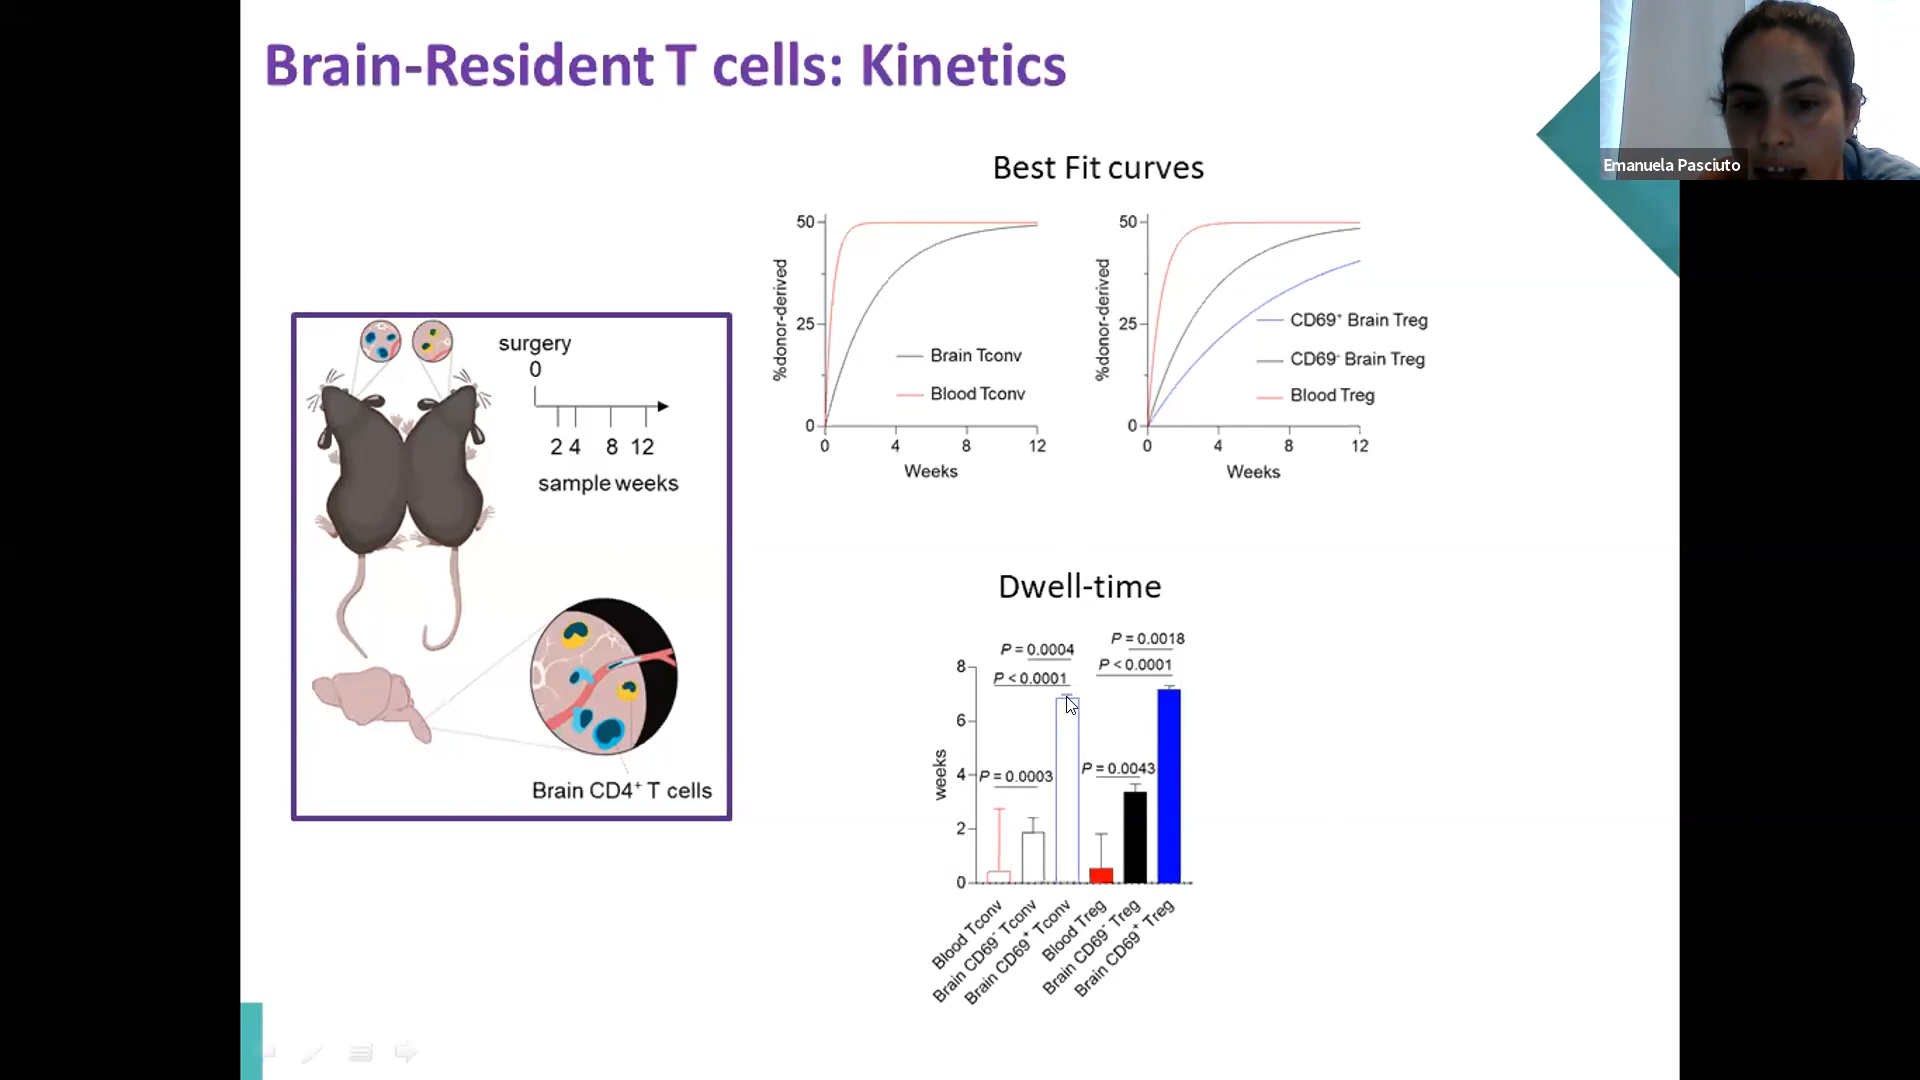 Brain-Resident T cells: Kinetics
Emanuela Pasciuto
surgery
0
2 4 8 12
sample weeks
Brain CD4⁺ T cells
Best Fit curves
50
25
0
%donor-derived
Brain Tconv
Blood Tconv
0 4 8 12
Weeks
50
25
0
%donor-derived
CD69⁺ Brain Treg
CD69⁻ Brain Treg
Blood Treg
0 4 8 12
Weeks
Dwell-time
P = 0.0018
P = 0.0004
P < 0.0001
P < 0.0001
P = 0.0003
P = 0.0043
8
6
4
2
0
weeks
Blood Tconv
Brain CD69⁻ Tconv
Brain CD69⁺ Tconv
Blood Treg
Brain CD69⁻ Treg
Brain CD69⁺ Treg